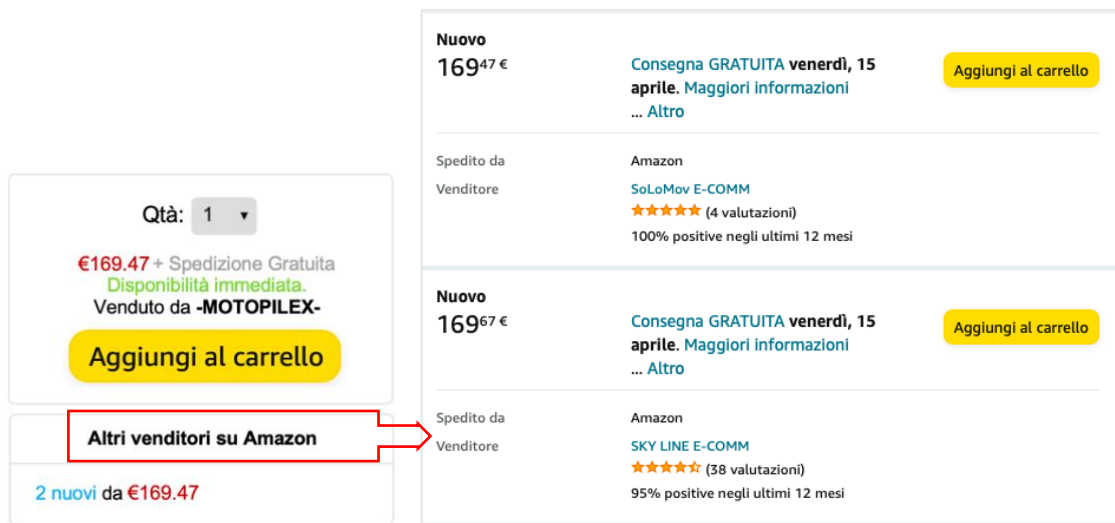 Qtà: 1
€169.47 + Spedizione Gratuita
Disponibilità immediata.
Venduto da -MOTOPILEX-
Aggiungi al carrello
Altri venditori su Amazon
2 nuovi da €169.47
Nuovo
16947 €
Consegna GRATUITA venerdì, 15
aprile. Maggiori informazioni
... Altro
Aggiungi al carrello
Spedito da Amazon
Venditore SoLoMov E-COMM
(4 valutazioni)
100% positive negli ultimi 12 mesi
Nuovo
16967 €
Consegna GRATUITA venerdì, 15
aprile. Maggiori informazioni
... Altro
Aggiungi al carrello
Spedito da Amazon
Venditore SKY LINE E-COMM
(38 valutazioni)
95% positive negli ultimi 12 mesi